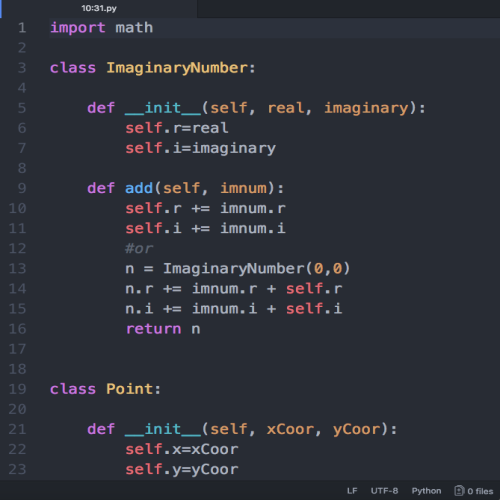 10:31.py
1 import math
2
3 class ImaginaryNumber:
4
5 def __init__(self, real, imaginary):
6 self.r=real
7 self.i=imaginary
8
9 def add(self, imnum):
10 self.r += imnum.r
11 self.i += imnum.i
12 #or
13 n = ImaginaryNumber(0,0)
14 n.r += imnum.r + self.r
15 n.i += imnum.i + self.i
16 return n
17
18
19 class Point:
20
21 def __init__(self, xCoor, yCoor):
22 self.x=xCoor
23 self.y=yCoor
LF UTF-8 Python 0 files